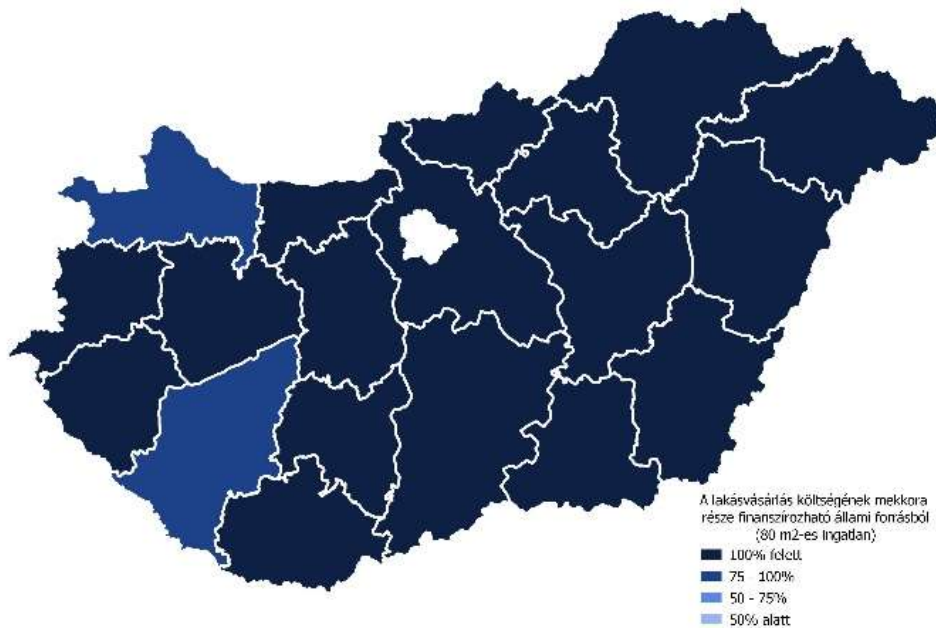 A lakásvásárlás költségének mekkora
része finanszírozható állami forrásból
(80 m2-es ingatlan)
100% felett
75 - 100%
50 - 75%
50% alatt